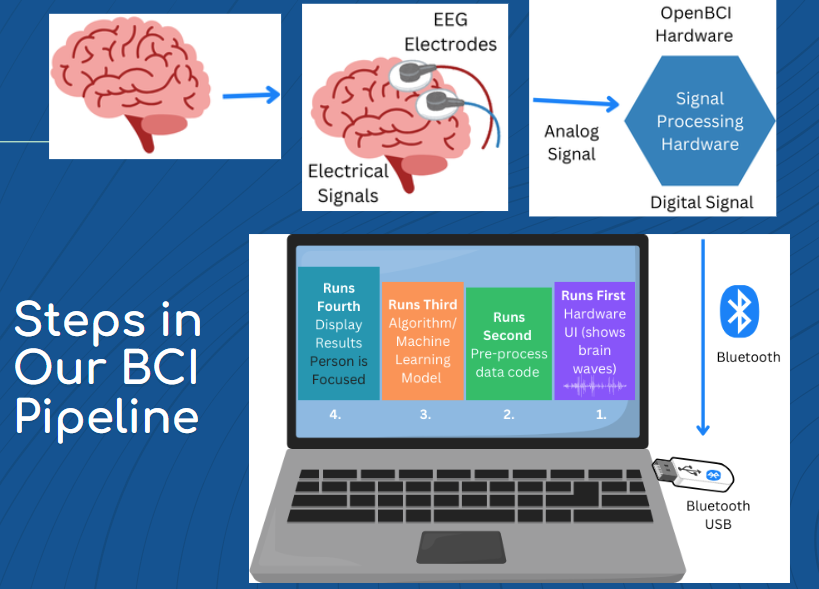 EEG
Electrodes
Electrical
Signals
OpenBCI
Hardware
Analog
Signal
Signal
Processing
Hardware
Digital Signal
Steps in
Our BCI
Pipeline
Runs
Fourth
Display
Results
Person is
Focused
4.
Runs Third
Algorithm/
Machine
Learning
Model
3.
Runs
Second
Pre-process
data code
2.
Runs First
Hardware
UI (shows
brain
waves)
1.
Bluetooth
Bluetooth
USB